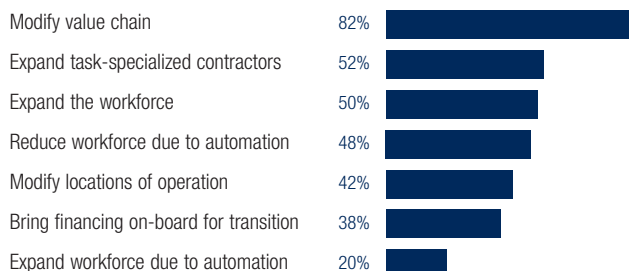 Modify value chain 82%
Expand task-specialized contractors 52%
Expand the workforce 50%
Reduce workforce due to automation 48%
Modify locations of operation 42%
Bring financing on-board for transition 38%
Expand workforce due to automation 20%